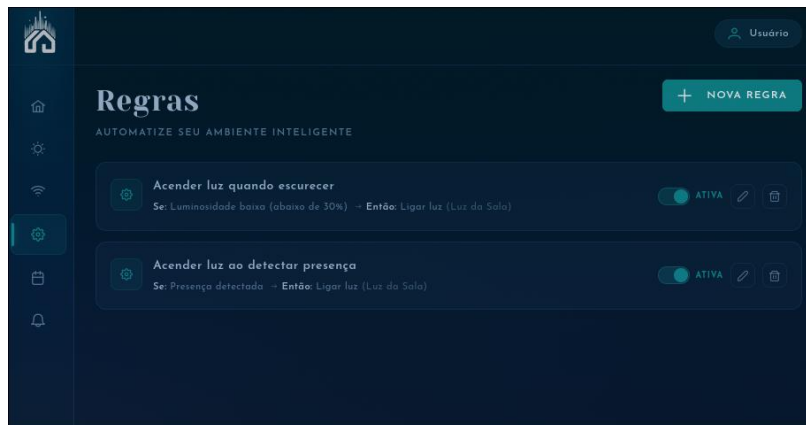 Usuário
Regras
NOVA REGRA
AUTOMATIZE SEU AMBIENTE INTELIGENTE
Acender luz quando escurecer
ATIVA
Se: Luminosidade baixa (abaixo de 30%) → Então: Ligar luz (Luz da Sala)
Acender luz ao detectar presença
ATIVA
Se: Presença detectada → Então: Ligar luz (Luz da Sala)